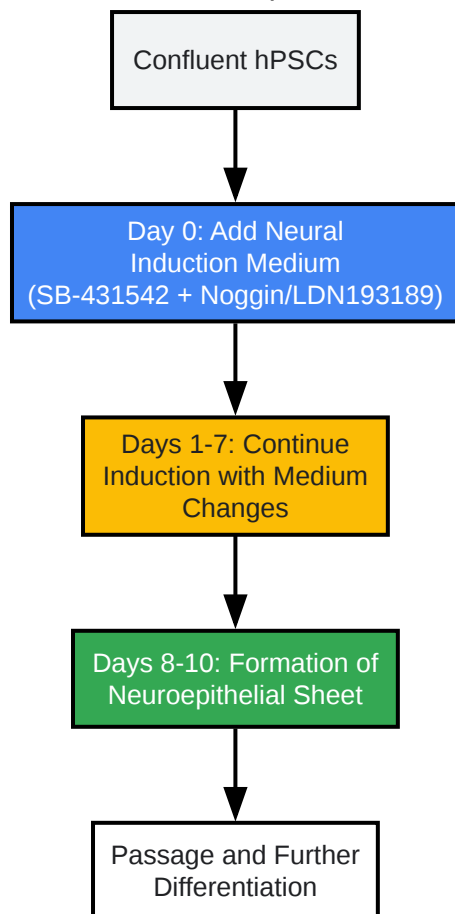 Confluent hPSCs
Day 0: Add Neural
Induction Medium
(SB-431542 + Noggin/LDN193189)
Days 1-7: Continue
Induction with Medium
Changes
Days 8-10: Formation of
Neuroepithelial Sheet
Passage and Further
Differentiation